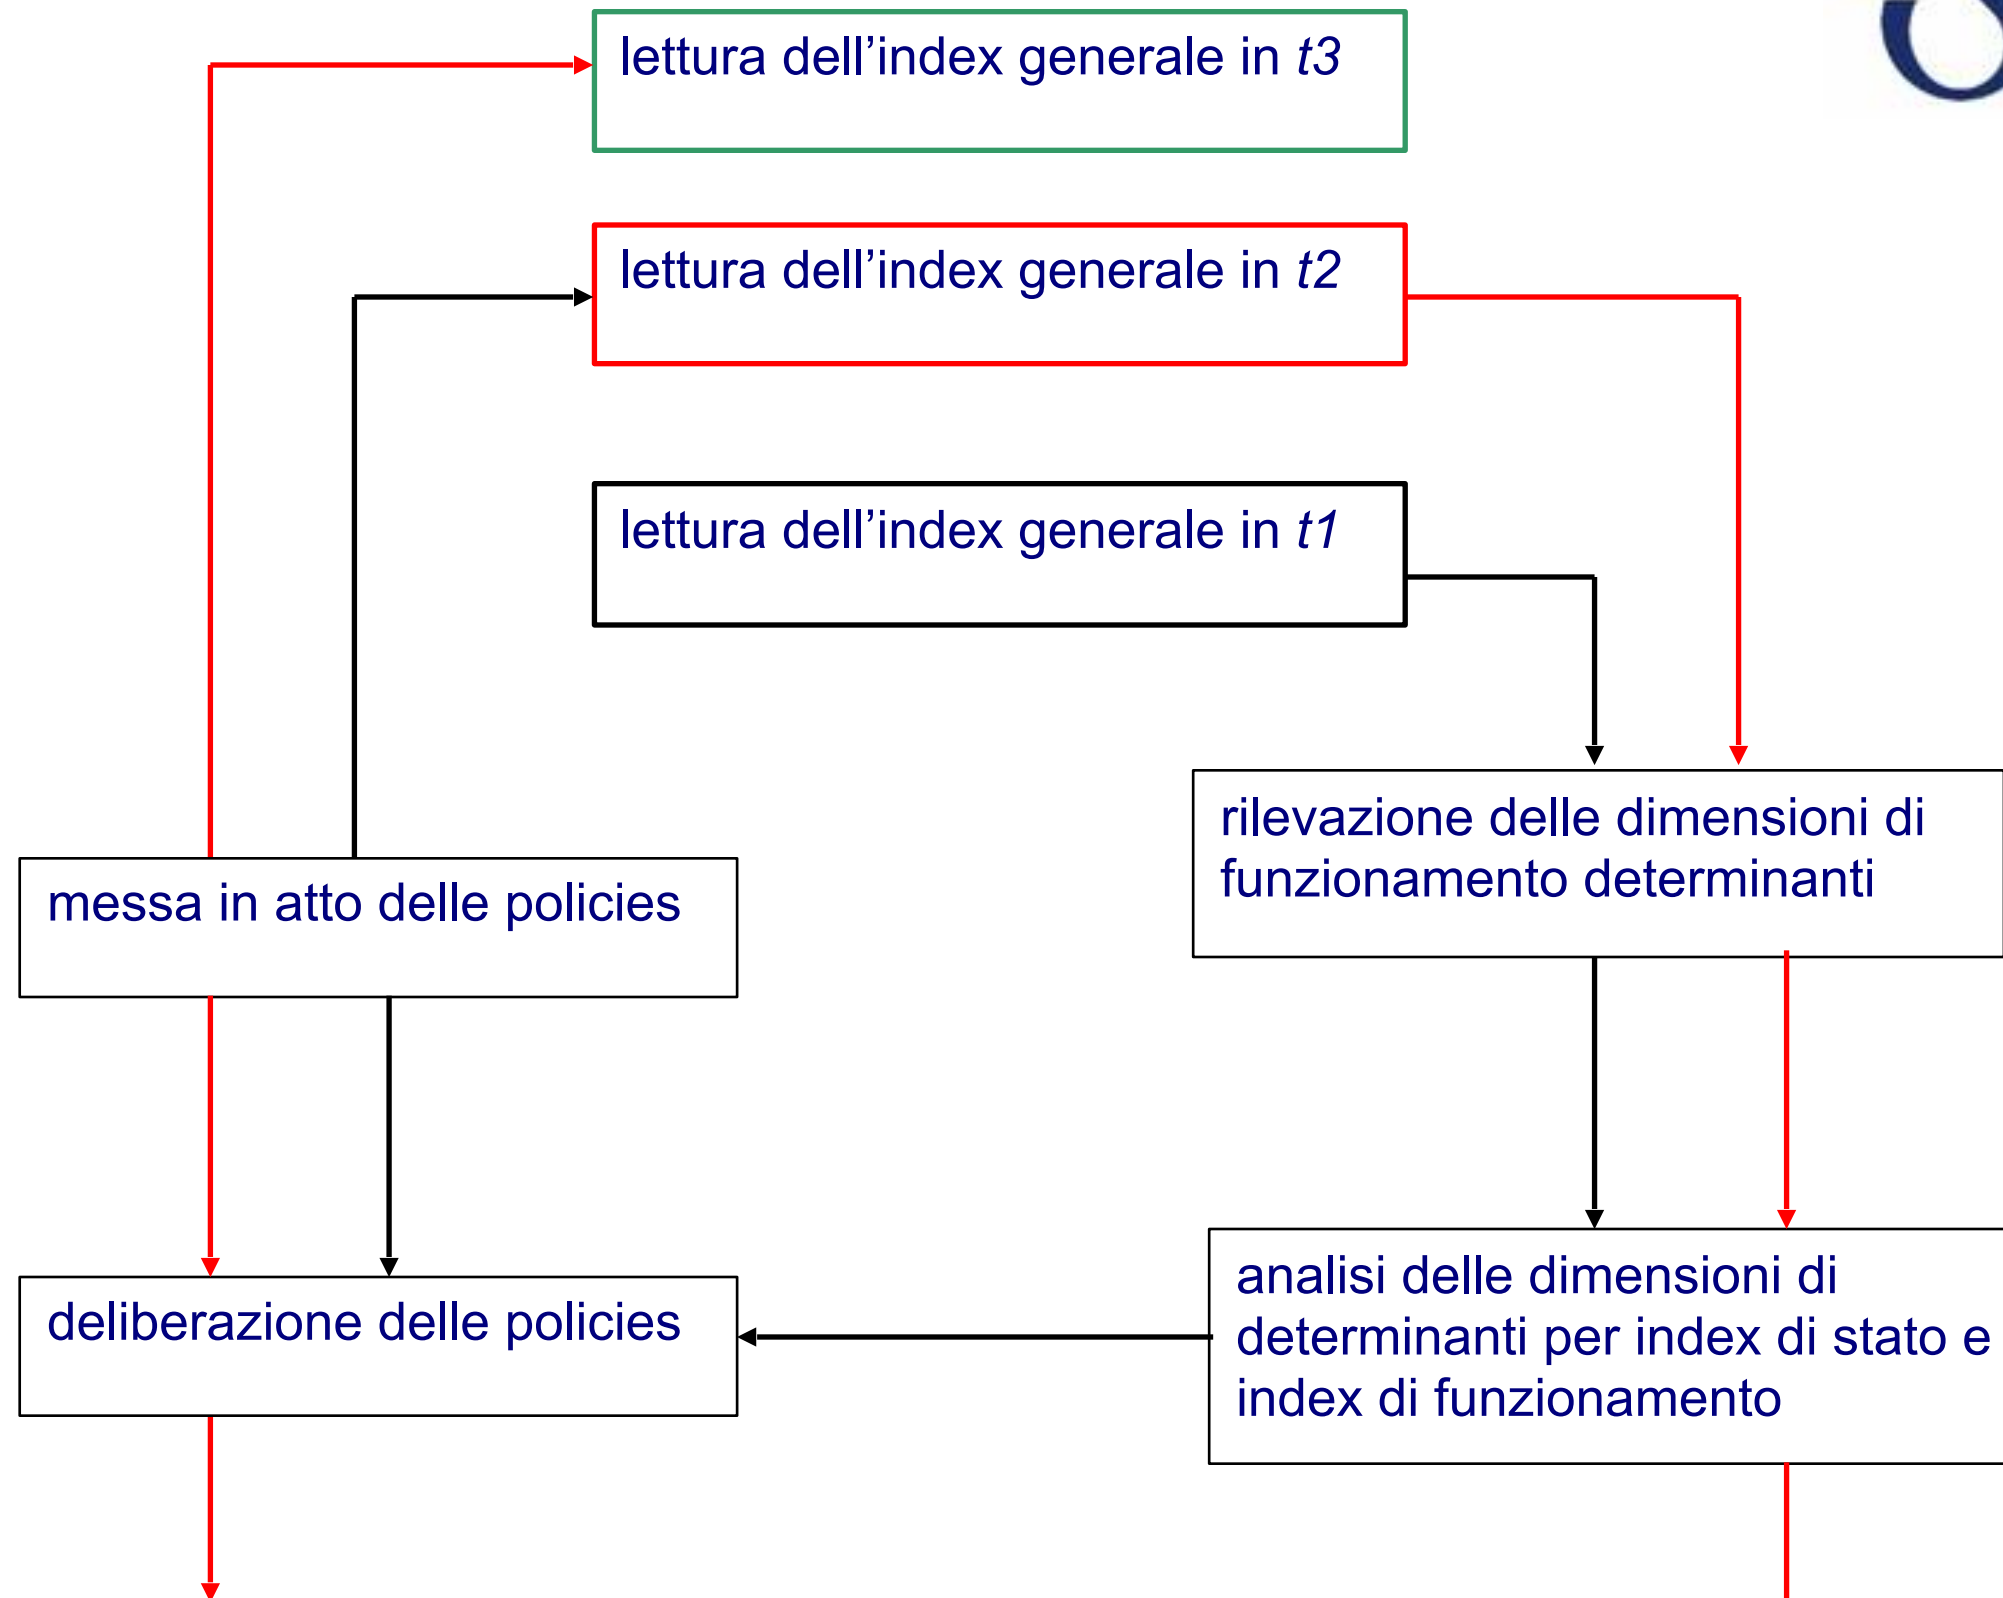 lettura dell’index generale in t3
lettura dell’index generale in t2
lettura dell’index generale in t1
rilevazione delle dimensioni di
funzionamento determinanti
messa in atto delle policies
analisi delle dimensioni di
determinanti per index di stato e
index di funzionamento
deliberazione delle policies